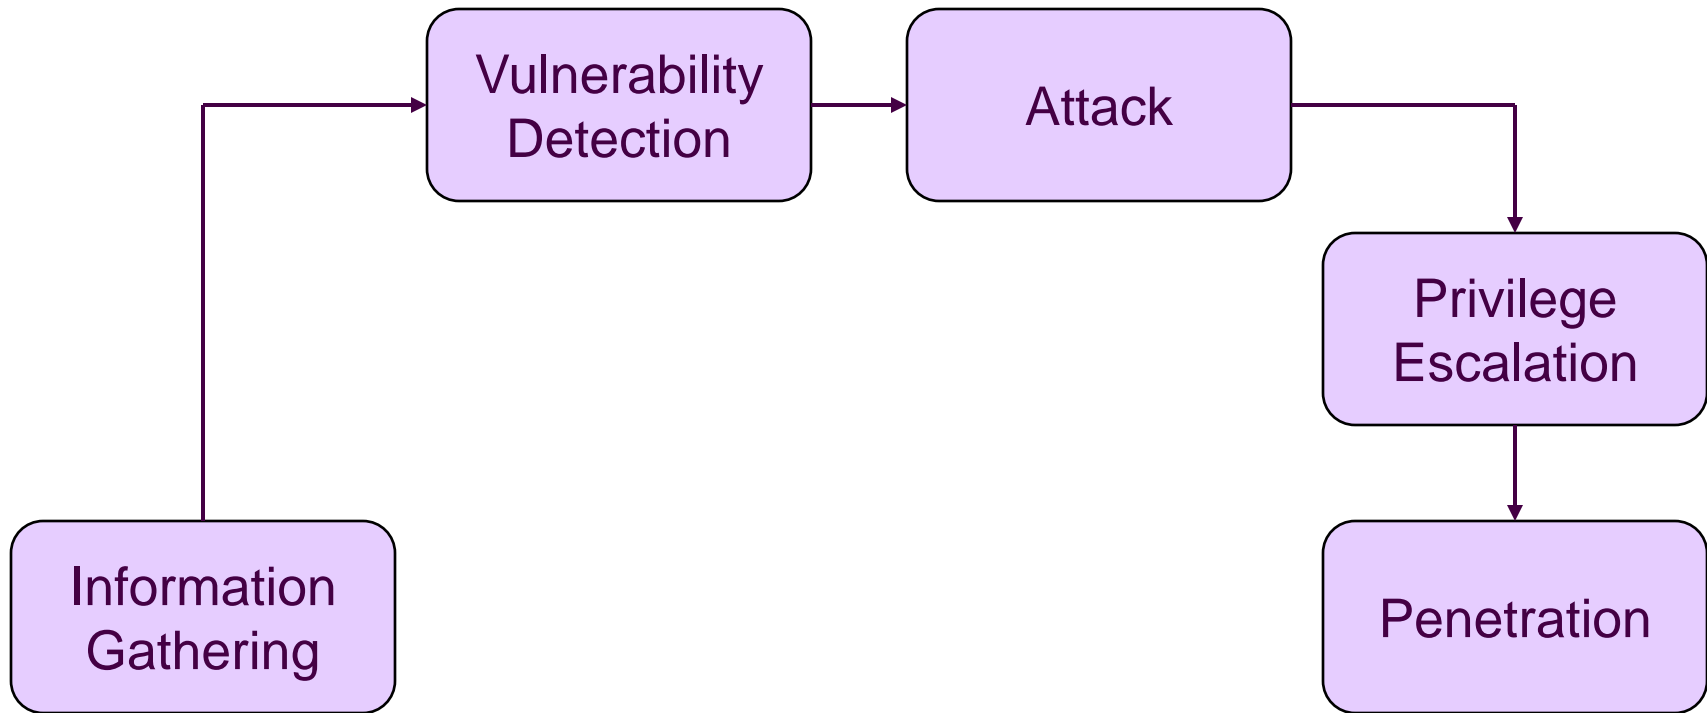 Vulnerability
Detection
Attack
Privilege
Escalation
Information
Gathering
Penetration